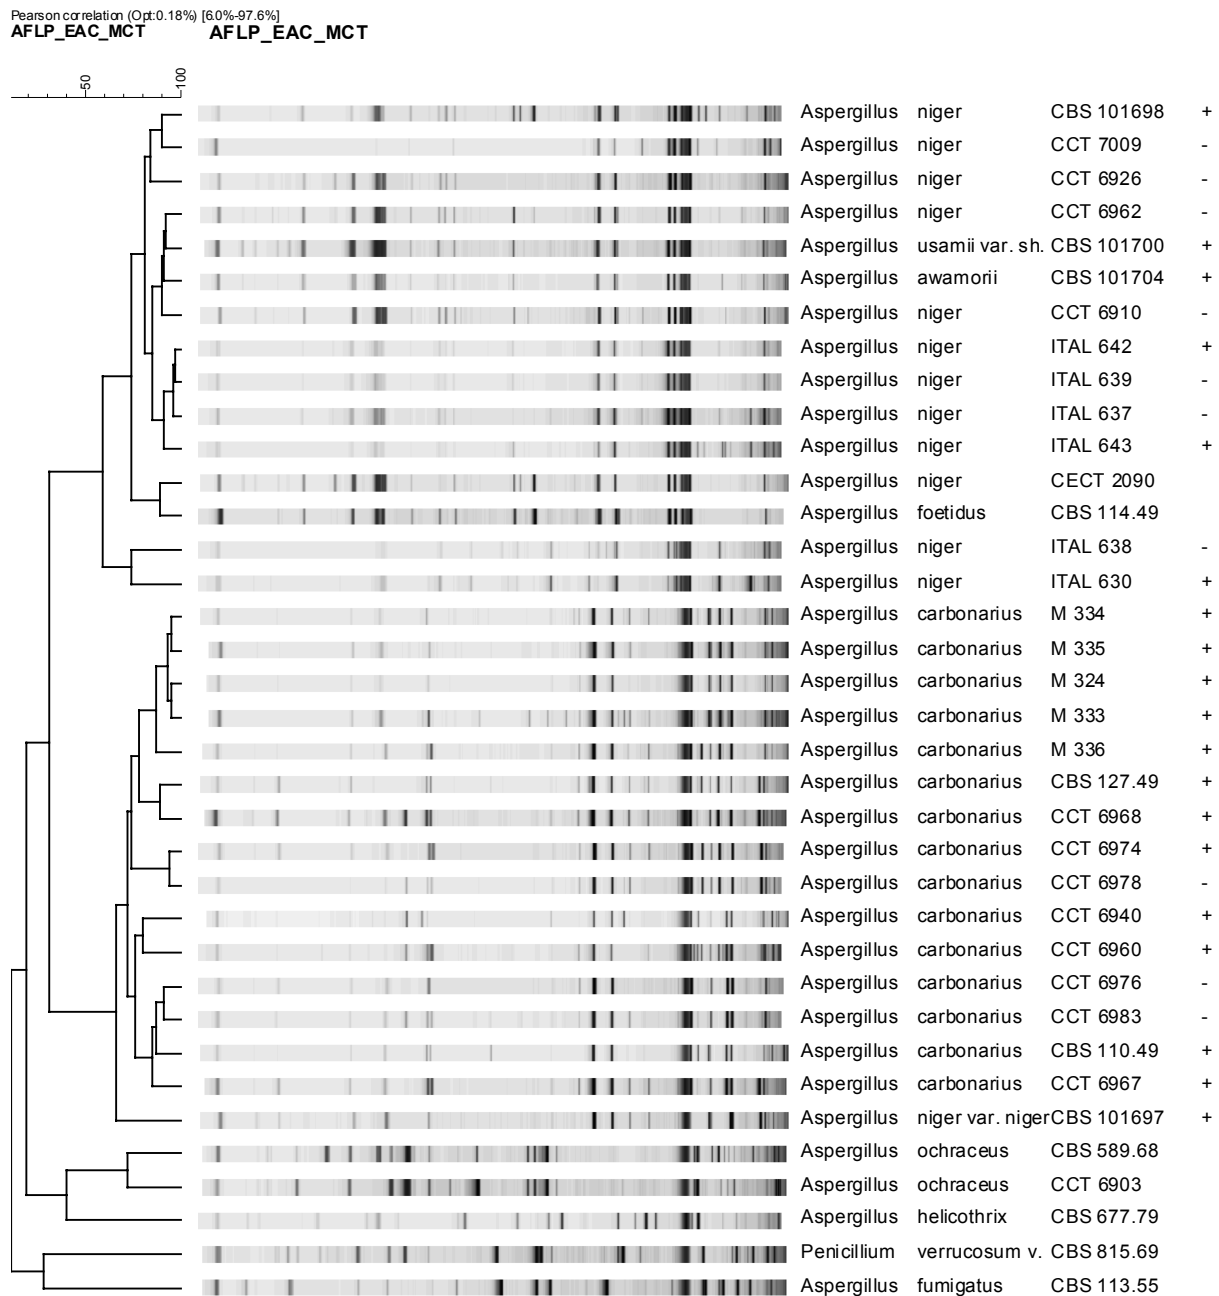 Pearson correlation (Opt:0.18%) [6.0%-97.6%]
AFLP_EAC_MCT AFLP_EAC_MCT
50 100
Aspergillus niger CBS 101698 +
Aspergillus niger CCT 7009 -
Aspergillus niger CCT 6926 -
Aspergillus niger CCT 6962 -
Aspergillus usamii var. sh. CBS 101700 +
Aspergillus awamorii CBS 101704 +
Aspergillus niger CCT 6910 -
Aspergillus niger ITAL 642 +
Aspergillus niger ITAL 639 -
Aspergillus niger ITAL 637 -
Aspergillus niger ITAL 643 +
Aspergillus niger CECT 2090
Aspergillus foetidus CBS 114.49
Aspergillus niger ITAL 638 -
Aspergillus niger ITAL 630 +
Aspergillus carbonarius M 334 +
Aspergillus carbonarius M 335 +
Aspergillus carbonarius M 324 +
Aspergillus carbonarius M 333 +
Aspergillus carbonarius M 336 +
Aspergillus carbonarius CBS 127.49 +
Aspergillus carbonarius CCT 6968 +
Aspergillus carbonarius CCT 6974 +
Aspergillus carbonarius CCT 6978 -
Aspergillus carbonarius CCT 6940 +
Aspergillus carbonarius CCT 6960 +
Aspergillus carbonarius CCT 6976 -
Aspergillus carbonarius CCT 6983 -
Aspergillus carbonarius CBS 110.49 +
Aspergillus carbonarius CCT 6967 +
Aspergillus niger var. niger CBS 101697 +
Aspergillus ochraceus CBS 589.68
Aspergillus ochraceus CCT 6903
Aspergillus helicothrix CBS 677.79
Penicillium verrucosum v. CBS 815.69
Aspergillus fumigatus CBS 113.55